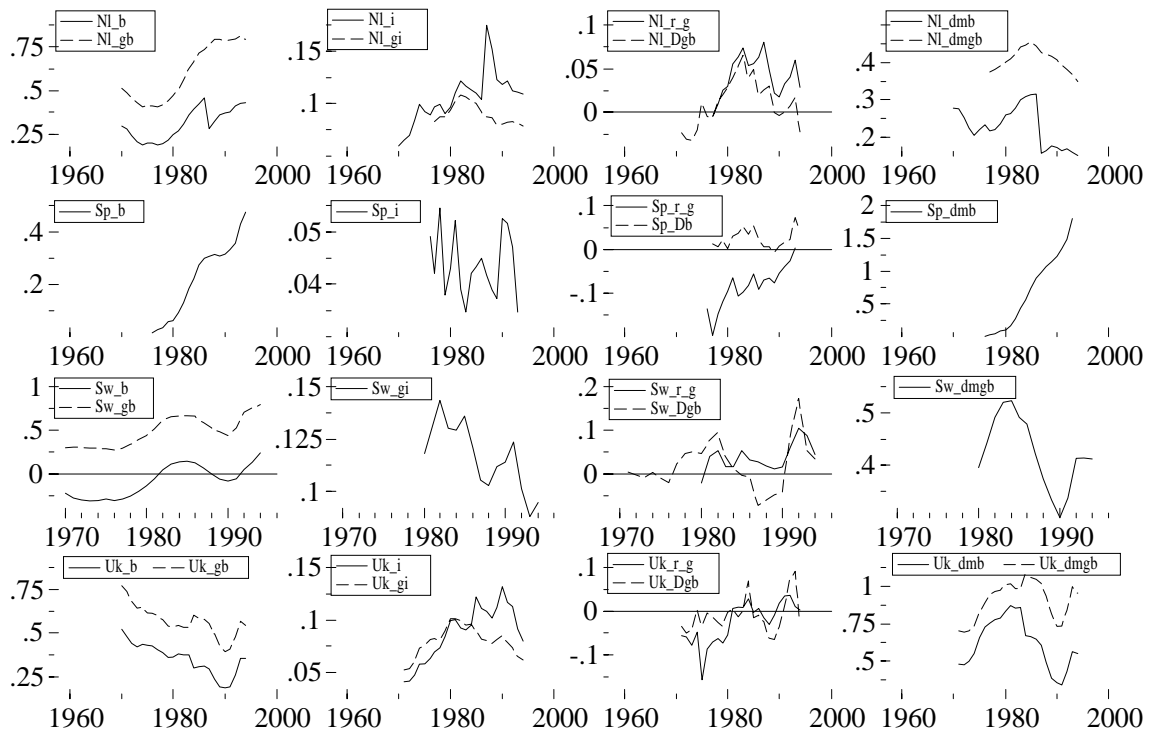 Nl_b
Nl_gb
.75
.5
.25
1960 1980 2000
Nl_i
Nl_gi
.15
.1
1960 1980 2000
Nl_r_g
Nl_Dgb
.1
0.05
0
1960 1980 2000
Nl_dmb
Nl_dmgb
.4
.3
.2
1960 1980 2000
Sp_b
.4
.2
1960 1980 2000
Sp_i
.05
.04
1960 1980 2000
Sp_r_g
Sp_Db
.1
0
-.1
1960 1980 2000
Sp_dmb
2
1.5
1
.5
1960 1980 2000
Sw_b
Sw_gb
1
.5
0
1970 1980 1990
Sw_gi
.15
.125
.1
1970 1980 1990
Sw_r_g
Sw_Dgb
.2
.1
0
1970 1980 1990
Sw_dmgb
.5
.4
1970 1980 1990
Uk_b Uk_gb
.75
.5
.25
1960 1980 2000
Uk_i
Uk_gi
.15
.1
.05
1960 1980 2000
Uk_r_g
Uk_Dgb
.1
0
-.1
1960 1980 2000
Uk_dmb Uk_dmgb
1
.75
.5
1960 1980 2000